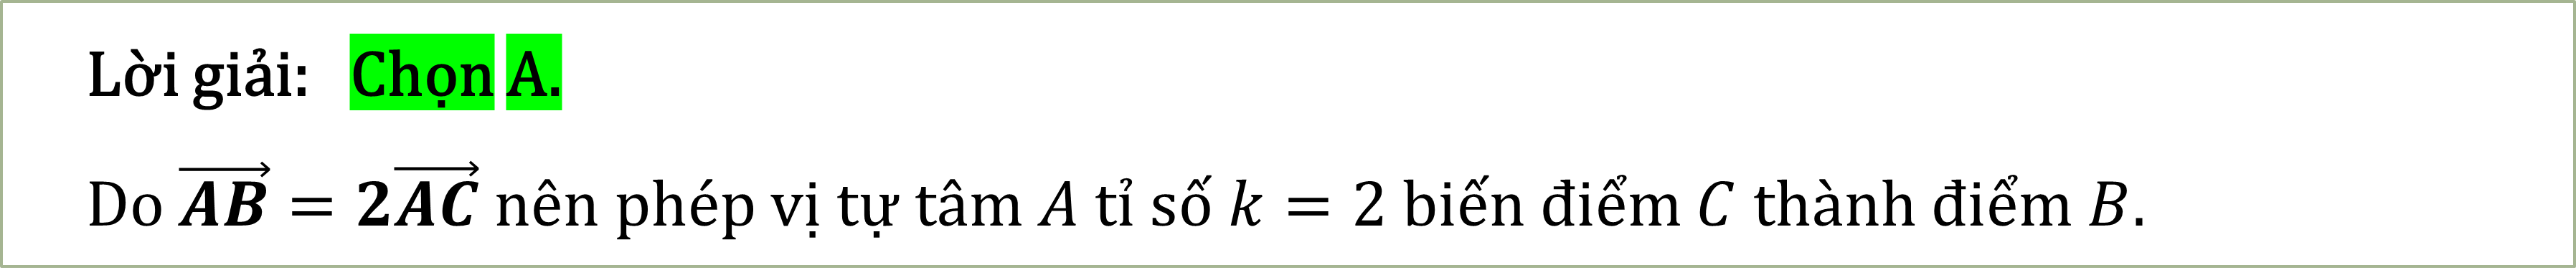 Lời giải: Chọn A.
Do $\overrightarrow{AB} = 2\overrightarrow{AC}$ nên phép vị tự tâm $A$ tỉ số $k = 2$ biến điểm $C$ thành điểm $B$.